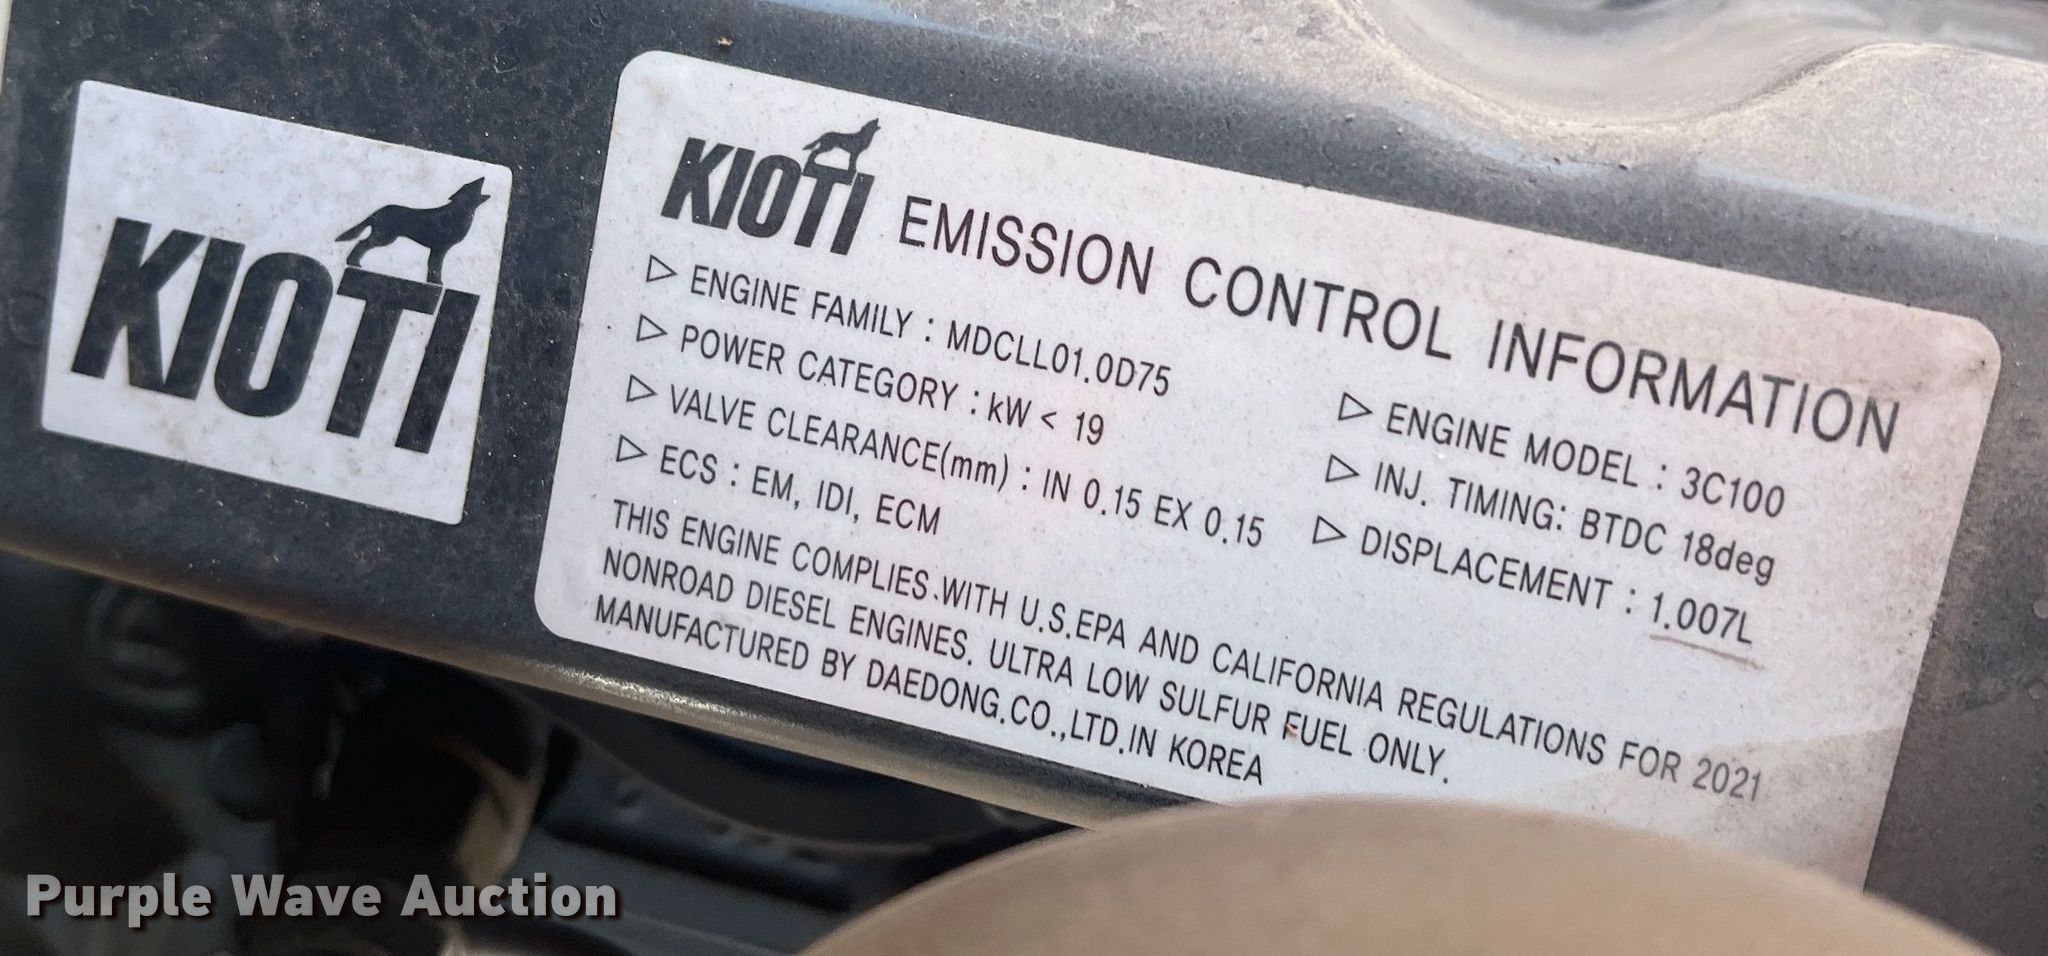 KIOTI
KIOTI EMISSION CONTROL INFORMATION
▷ ENGINE FAMILY : MDCLL01.0D75
▷ POWER CATEGORY : kW < 19
▷ VALVE CLEARANCE(mm) : IN 0.15 EX 0.15
▷ ECS : EM, IDI, ECM
▷ ENGINE MODEL : 3C100
▷ INJ. TIMING: BTDC 18deg
▷ DISPLACEMENT : 1.007L
THIS ENGINE COMPLIES WITH U.S.EPA AND CALIFORNIA REGULATIONS FOR 2021
NONROAD DIESEL ENGINES. ULTRA LOW SULFUR FUEL ONLY.
MANUFACTURED BY DAEDONG.CO.,LTD.IN KOREA
Purple Wave Auction